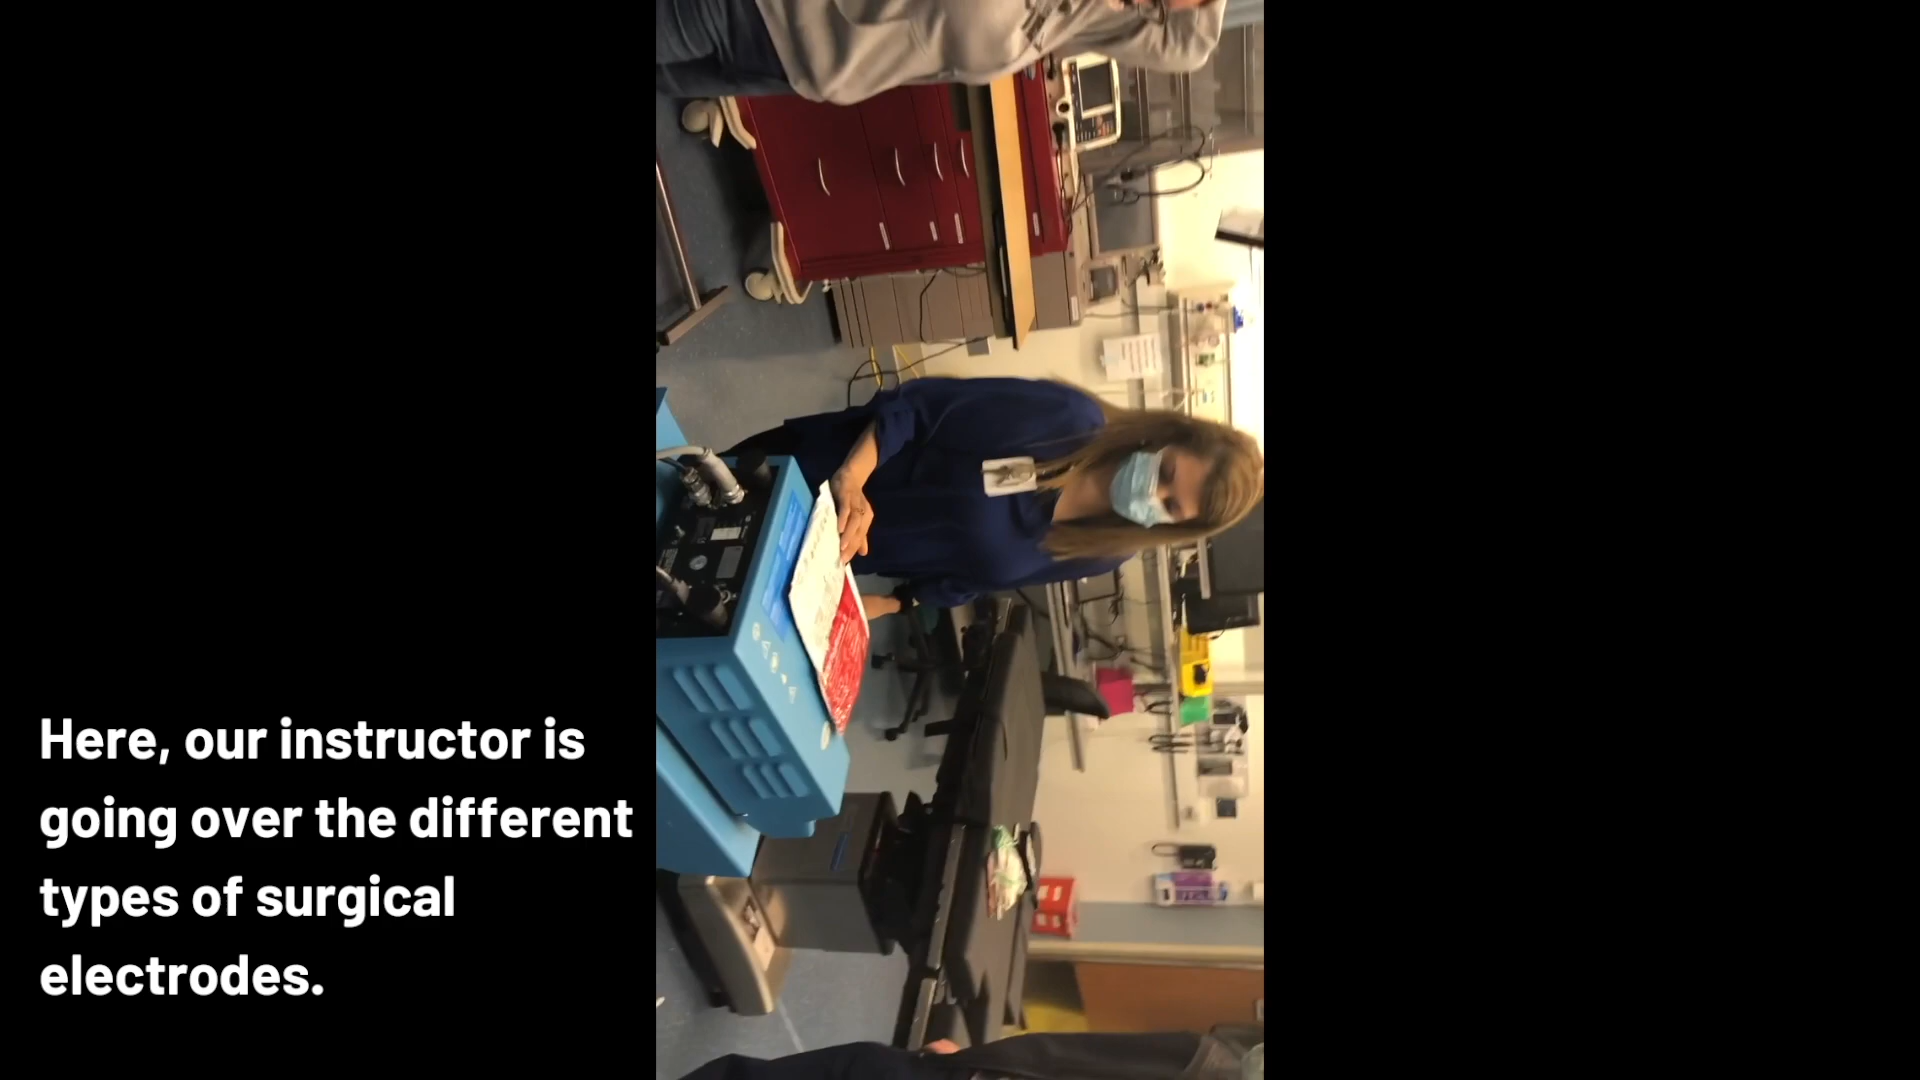 Here, our instructor is
going over the different
types of surgical
electrodes.